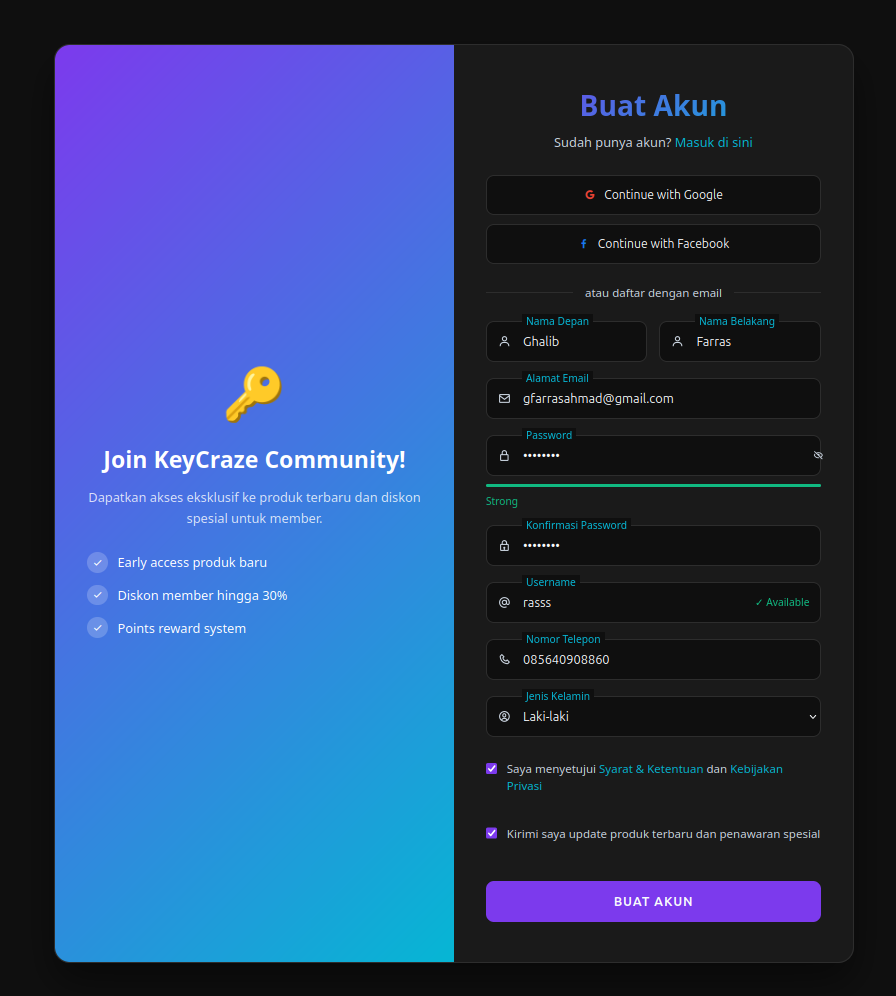 Join KeyCraze Community!
Dapatkan akses eksklusif ke produk terbaru dan diskon
spesial untuk member.
Early access produk baru
Diskon member hingga 30%
Points reward system
Buat Akun
Sudah punya akun? Masuk di sini
Continue with Google
Continue with Facebook
atau daftar dengan email
Nama Depan
Ghalib
Nama Belakang
Farras
Alamat Email
gfarrasahmad@gmail.com
Password
••••••••
Strong
Konfirmasi Password
••••••••
Username
rasss
✓ Available
Nomor Telepon
085640908860
Jenis Kelamin
Laki-laki
Saya menyetujui Syarat & Ketentuan dan Kebijakan
Privasi
Kirimi saya update produk terbaru dan penawaran spesial
BUAT AKUN